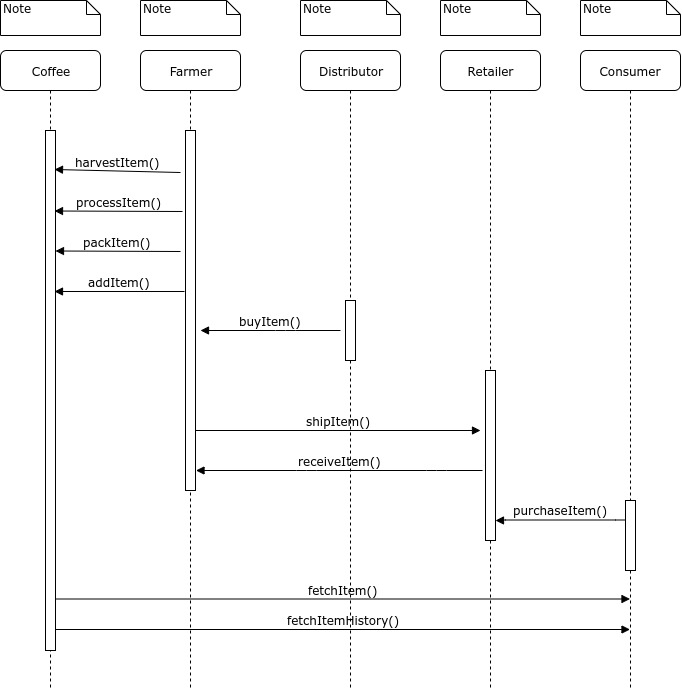 Note
Note
Note
Note
Note
Coffee
Farmer
Distributor
Retailer
Consumer
harvestItem()
processItem()
packItem()
addItem()
buyItem()
shipItem()
receiveItem()
purchaseItem()
fetchItem()
fetchItemHistory()